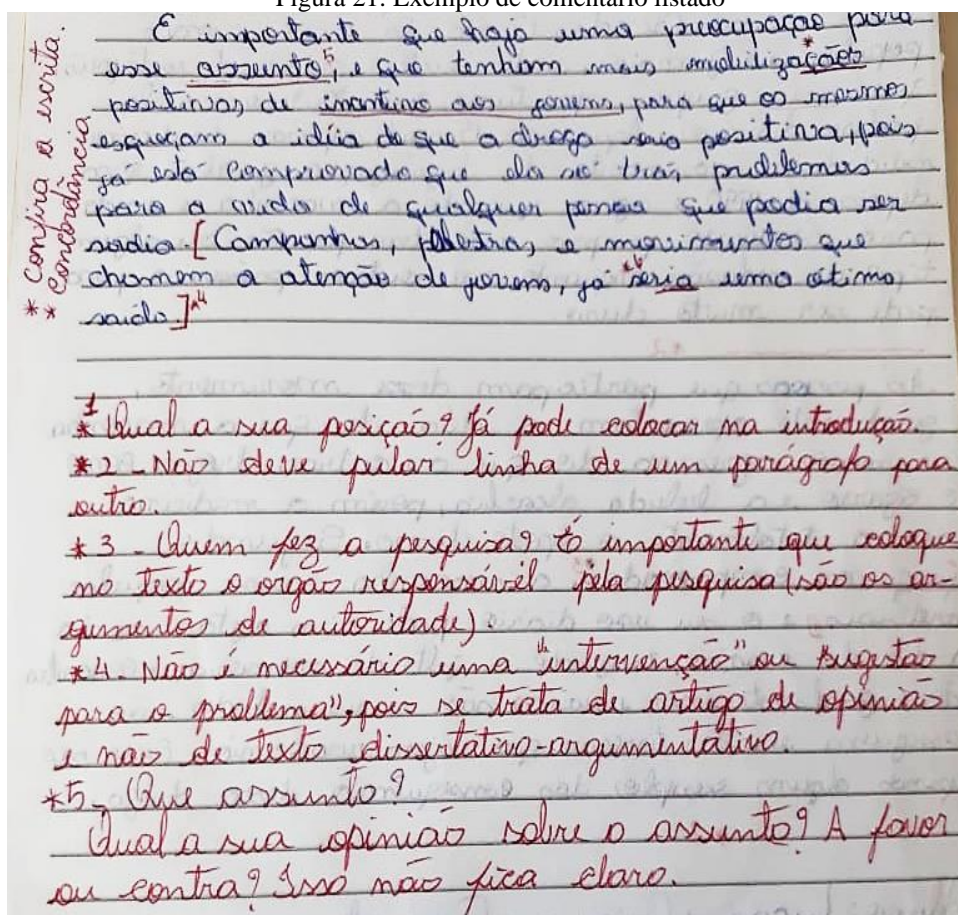 Figura 21: Exemplo de comentário listado
É importante que haja uma preocupação para
esse assunto,⁵ e que tenham mais mobilizações*
positivas, de incentivo aos jovens, para que os mesmos
esqueçam a idéia de que a droga seria positiva, pois
já está comprovado que ela só trás problemas
para a vida de qualquer pessoa que podia ser
sadia. [Campanhas, palestras, e movimentos que
chamem a atenção de jovens, já *⁶seria uma ótima
saída.]*⁴
* Confira a escrita.
** Concordância
*1 Qual a sua posição? Já pode colocar na introdução.
*2 - Não deve pular linha de um parágrafo para
outro.
*3 - Quem fez a pesquisa? É importante que coloque
no texto o orgão responsável pela pesquisa (são os ar-
gumentos de autoridade).
*4. Não é necessário uma "intervenção" ou sugestão
para o problema", pois se trata de artigo de opinião
e não de texto dissertativo-argumentativo
*5 - Que assunto?
Qual a sua opinião sobre o assunto? A favor
ou contra? Isso não fica claro.